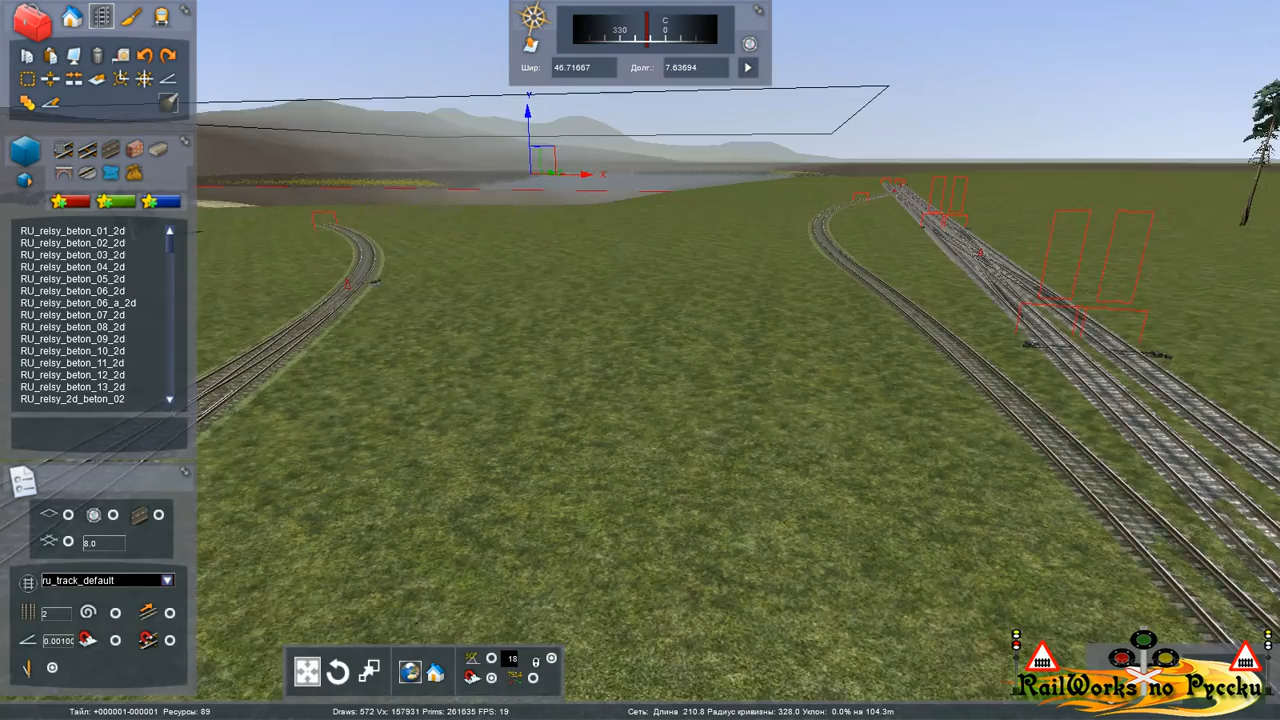 330
C
0
Шир:
46.71667
Долг.:
7.63694
Y
X
RU_relsy_beton_01_2d
RU_relsy_beton_02_2d
RU_relsy_beton_03_2d
RU_relsy_beton_04_2d
RU_relsy_beton_05_2d
RU_relsy_beton_06_2d
RU_relsy_beton_06_a_2d
RU_relsy_beton_07_2d
RU_relsy_beton_08_2d
RU_relsy_beton_09_2d
RU_relsy_beton_10_2d
RU_relsy_beton_11_2d
RU_relsy_beton_12_2d
RU_relsy_beton_13_2d
RU_relsy_2d_beton_02
8.0
ru_track_default
2
0.0010
18
RailWorks по Русски
Тайл: +000001-000001 Ресурсы: 89
Draws: 572 Vx: 157931 Prims: 261635 FPS: 19
Сеть: Длина 210.8 Радиус кривизны: 328.0 Уклон: 0.0% на 104.3m